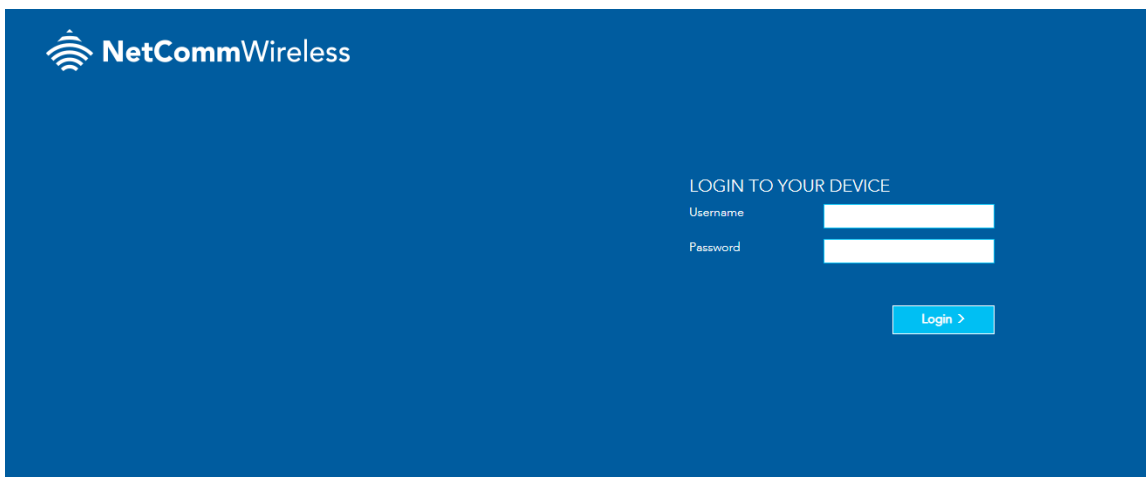 NetCommWireless
LOGIN TO YOUR DEVICE
Username
Password
Login >